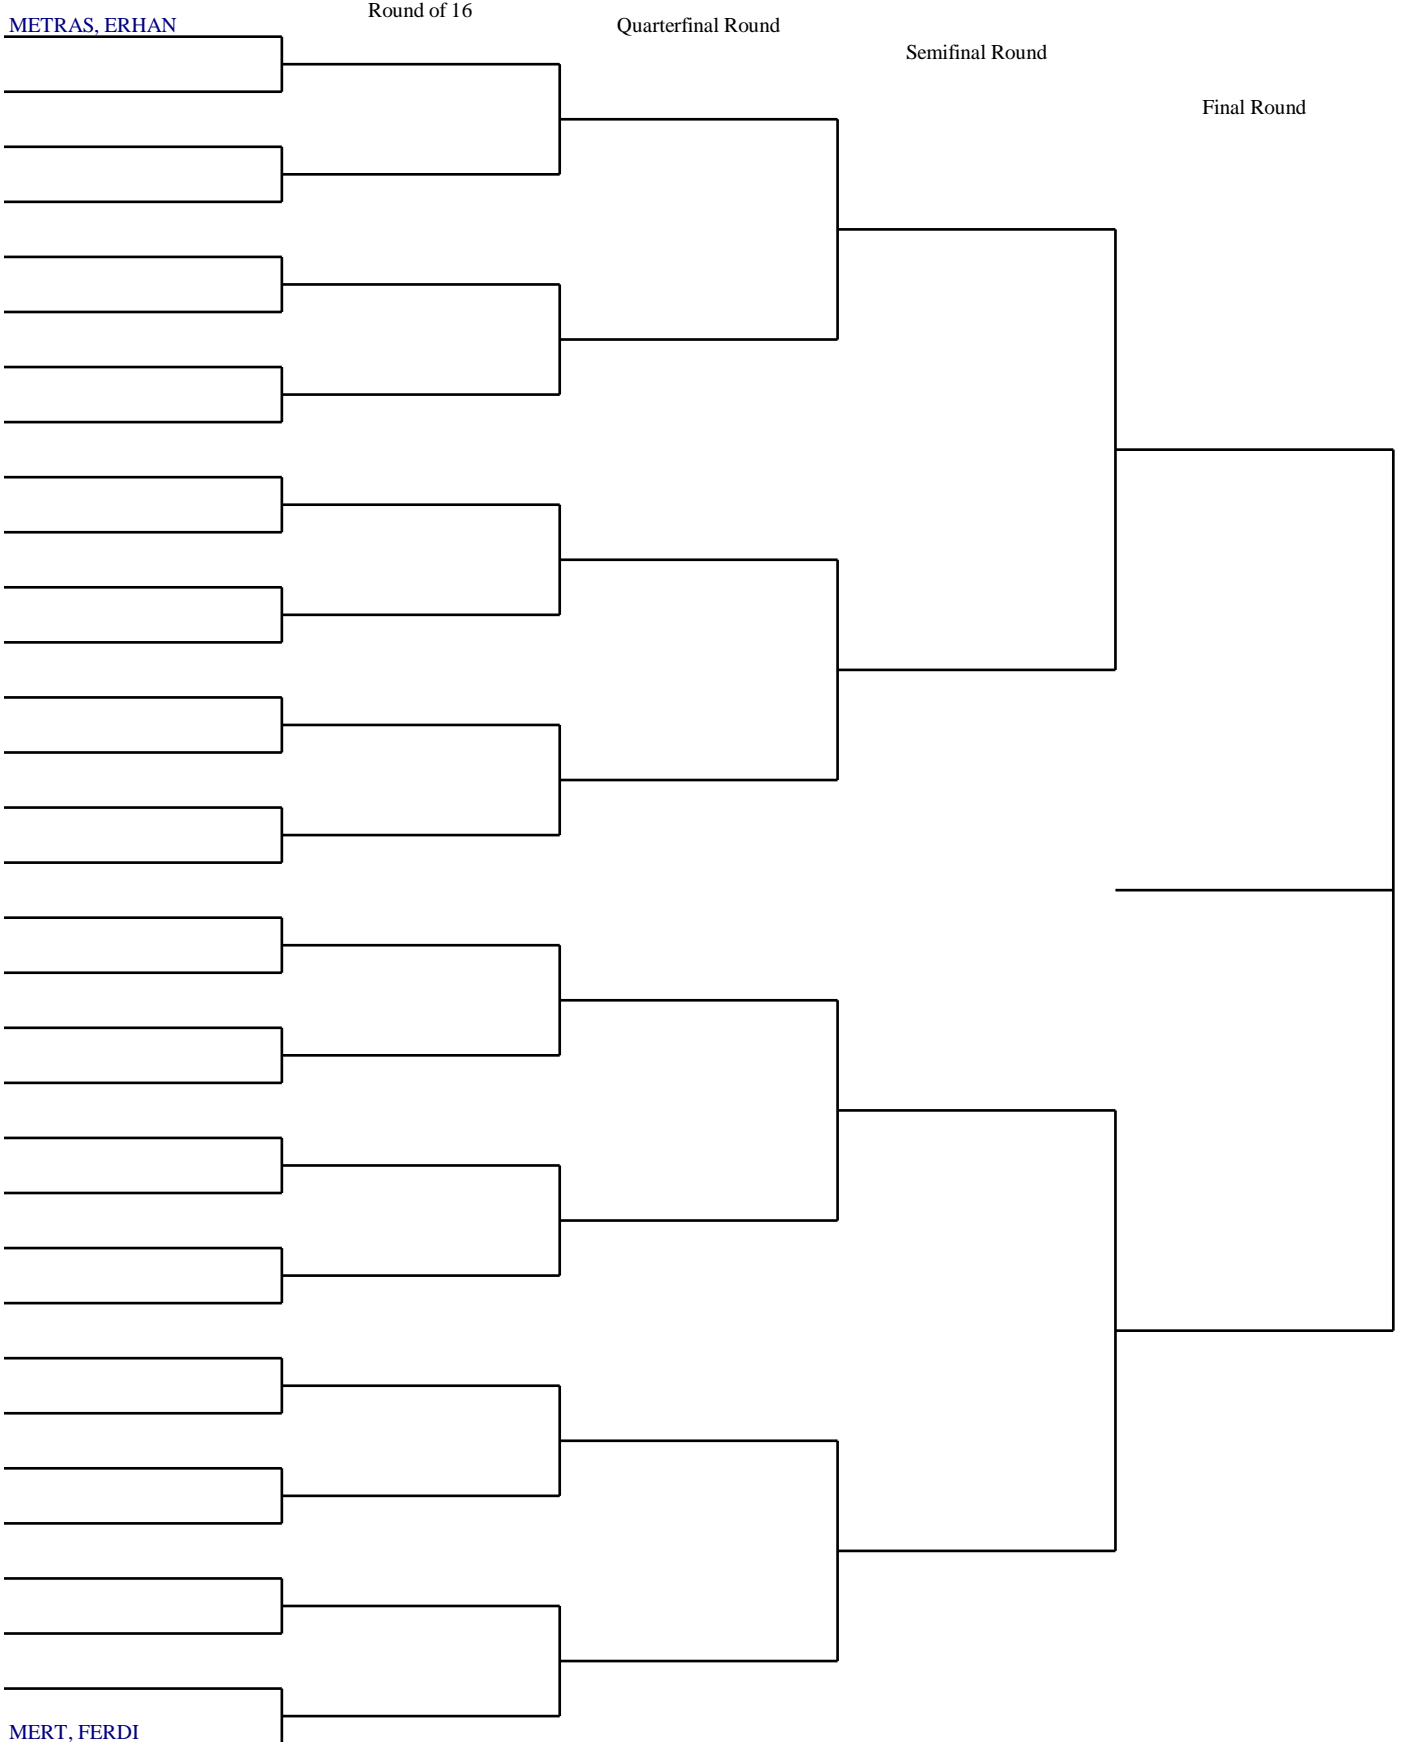 Round of 16
METRAS, ERHAN
Quarterfinal Round
Semifinal Round
Final Round
MERT, FERDI